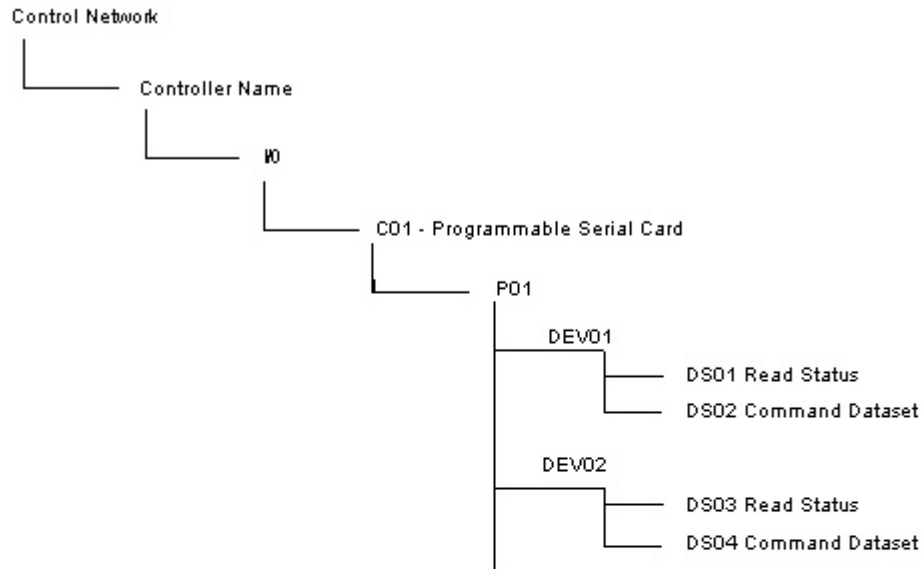 Control Network
Controller Name
I/O
C01 - Programmable Serial Card
P01
DEV01
DS01 Read Status
DS02 Command Dataset
DEV02
DS03 Read Status
DS04 Command Dataset